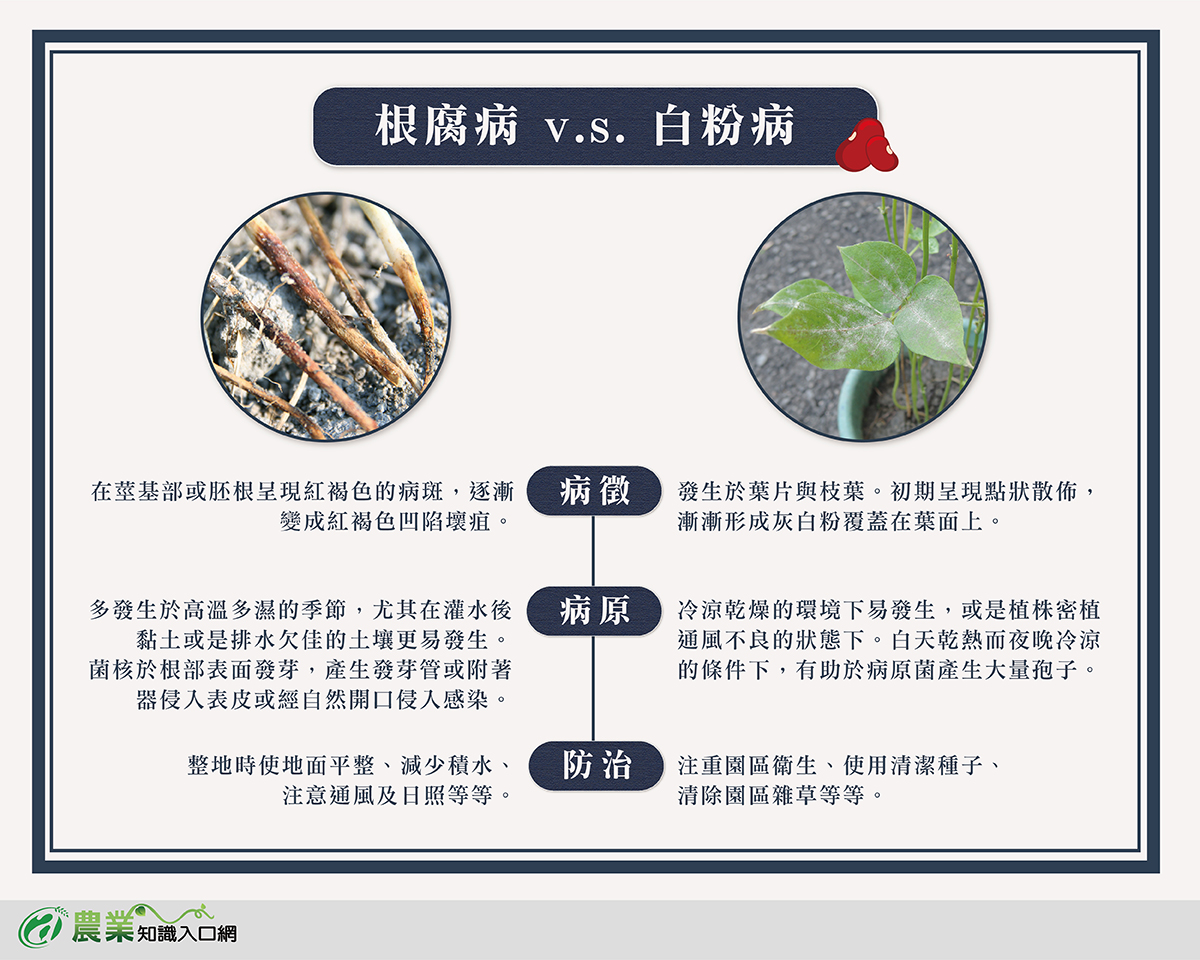 根腐病 v.s. 白粉病
病徵
在莖基部或胚根呈現紅褐色的病斑，逐漸
變成紅褐色凹陷壞疽。
發生於葉片與枝葉。初期呈現點狀散佈，
漸漸形成灰白粉覆蓋在葉面上。
病原
多發生於高溫多濕的季節，尤其在灌水後
黏土或是排水欠佳的土壤更易發生。
菌核於根部表面發芽，產生發芽管或附著
器侵入表皮或經自然開口侵入感染。
冷涼乾燥的環境下易發生，或是植株密植
通風不良的狀態下。白天乾熱而夜晚冷涼
的條件下，有助於病原菌產生大量孢子。
防治
整地時使地面平整、減少積水、
注意通風及日照等等。
注重園區衛生、使用清潔種子、
清除園區雜草等等。
農業知識入口網